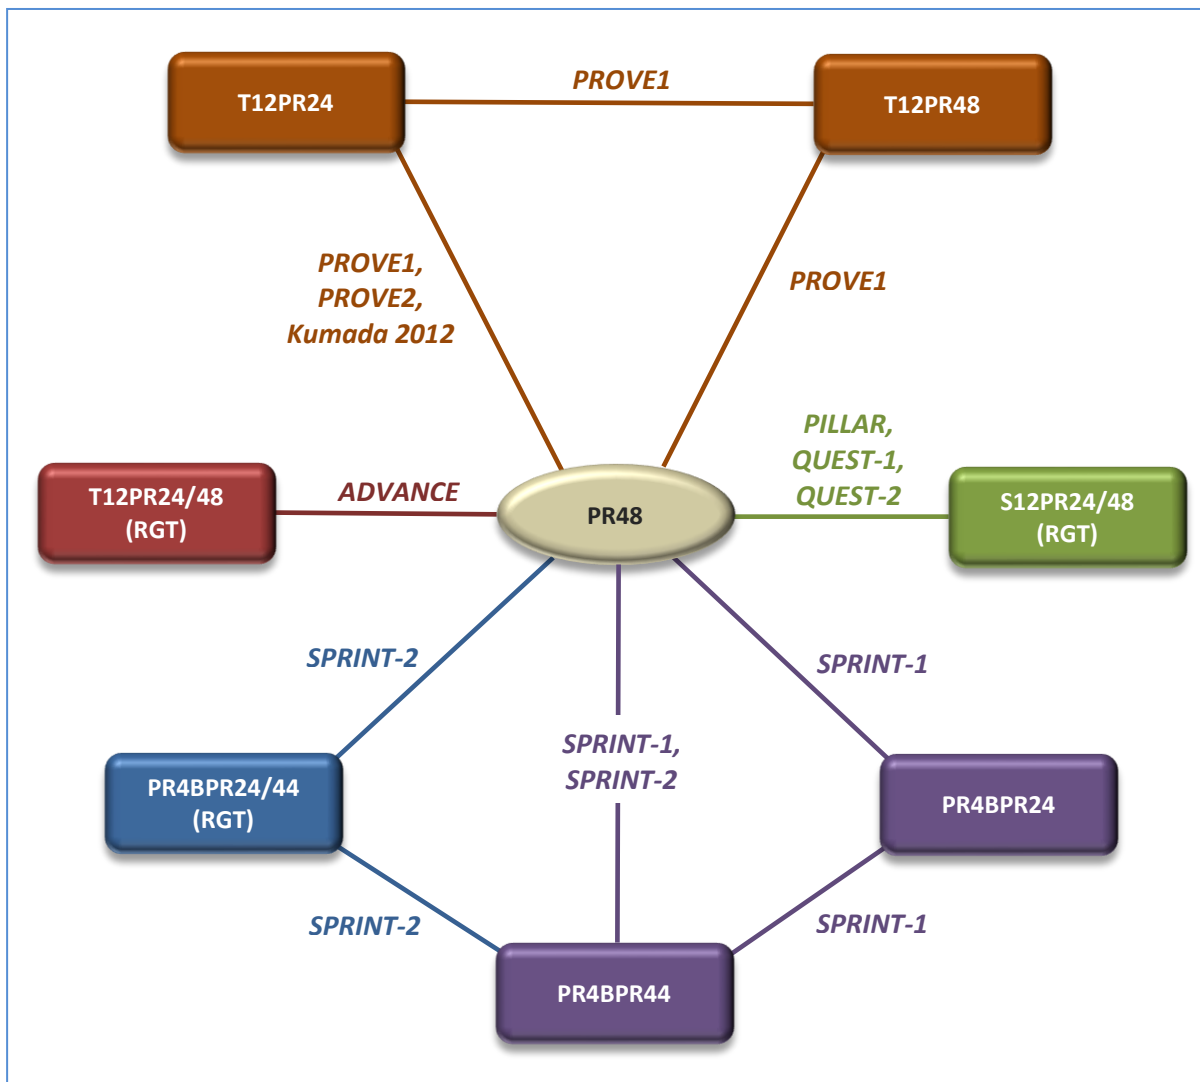 PROVE1
T12PR24
T12PR48
PROVE1,
PROVE2,
Kumada 2012
PROVE1
PILLAR,
QUEST-1,
QUEST-2
T12PR24/48
(RGT)
ADVANCE
PR48
S12PR24/48
(RGT)
SPRINT-2
SPRINT-1
SPRINT-1,
SPRINT-2
PR4BPR24/44
(RGT)
PR4BPR24
SPRINT-2
SPRINT-1
PR4BPR44